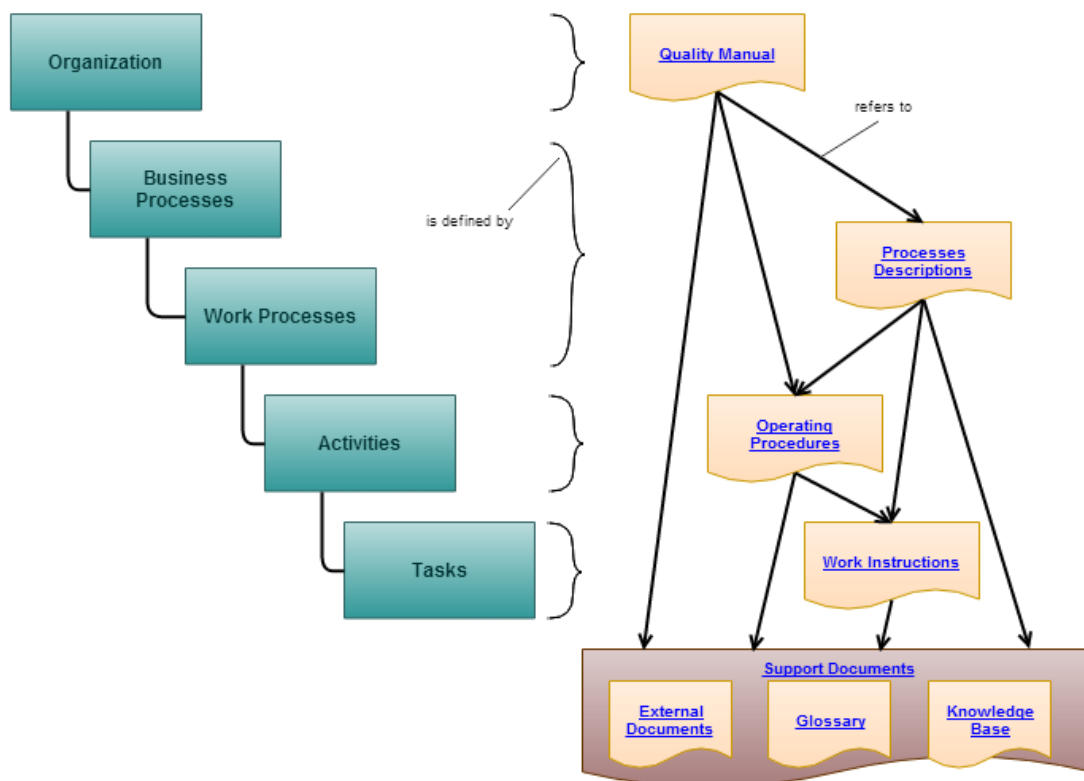 Organization
Quality Manual
refers to
Business
Processes
is defined by
Processes
Descriptions
Work Processes
Operating
Procedures
Activities
Work Instructions
Tasks
Support Documents
External
Documents
Glossary
Knowledge
Base